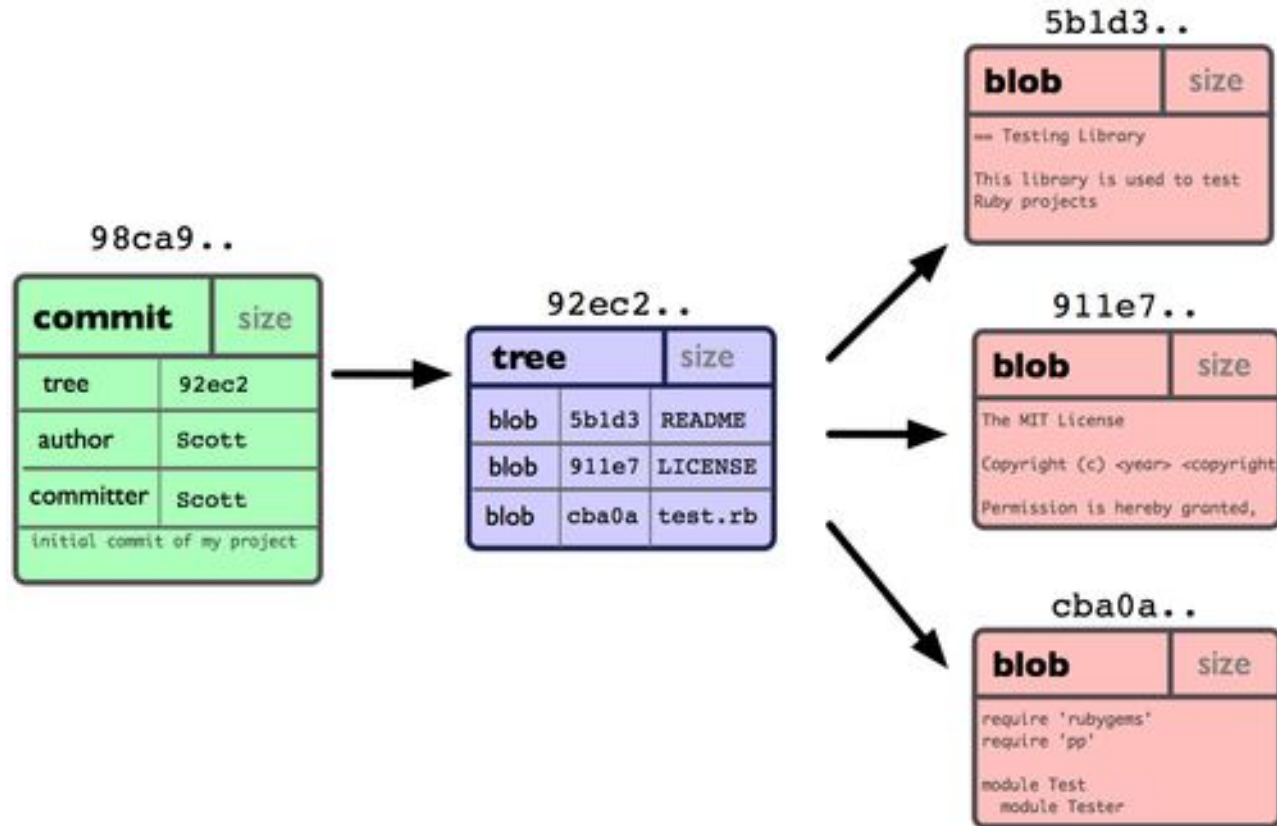 98ca9..
commit size
tree 92ec2
author Scott
committer Scott
initial commit of my project
92ec2..
tree size
blob 5b1d3 README
blob 911e7 LICENSE
blob cba0a test.rb
5b1d3..
blob size
== Testing Library
This library is used to test
Ruby projects
911e7..
blob size
The MIT License
Copyright (c) <year> <copyright
Permission is hereby granted,
cba0a..
blob size
require 'rubygems'
require 'pp'
module Test
module Tester